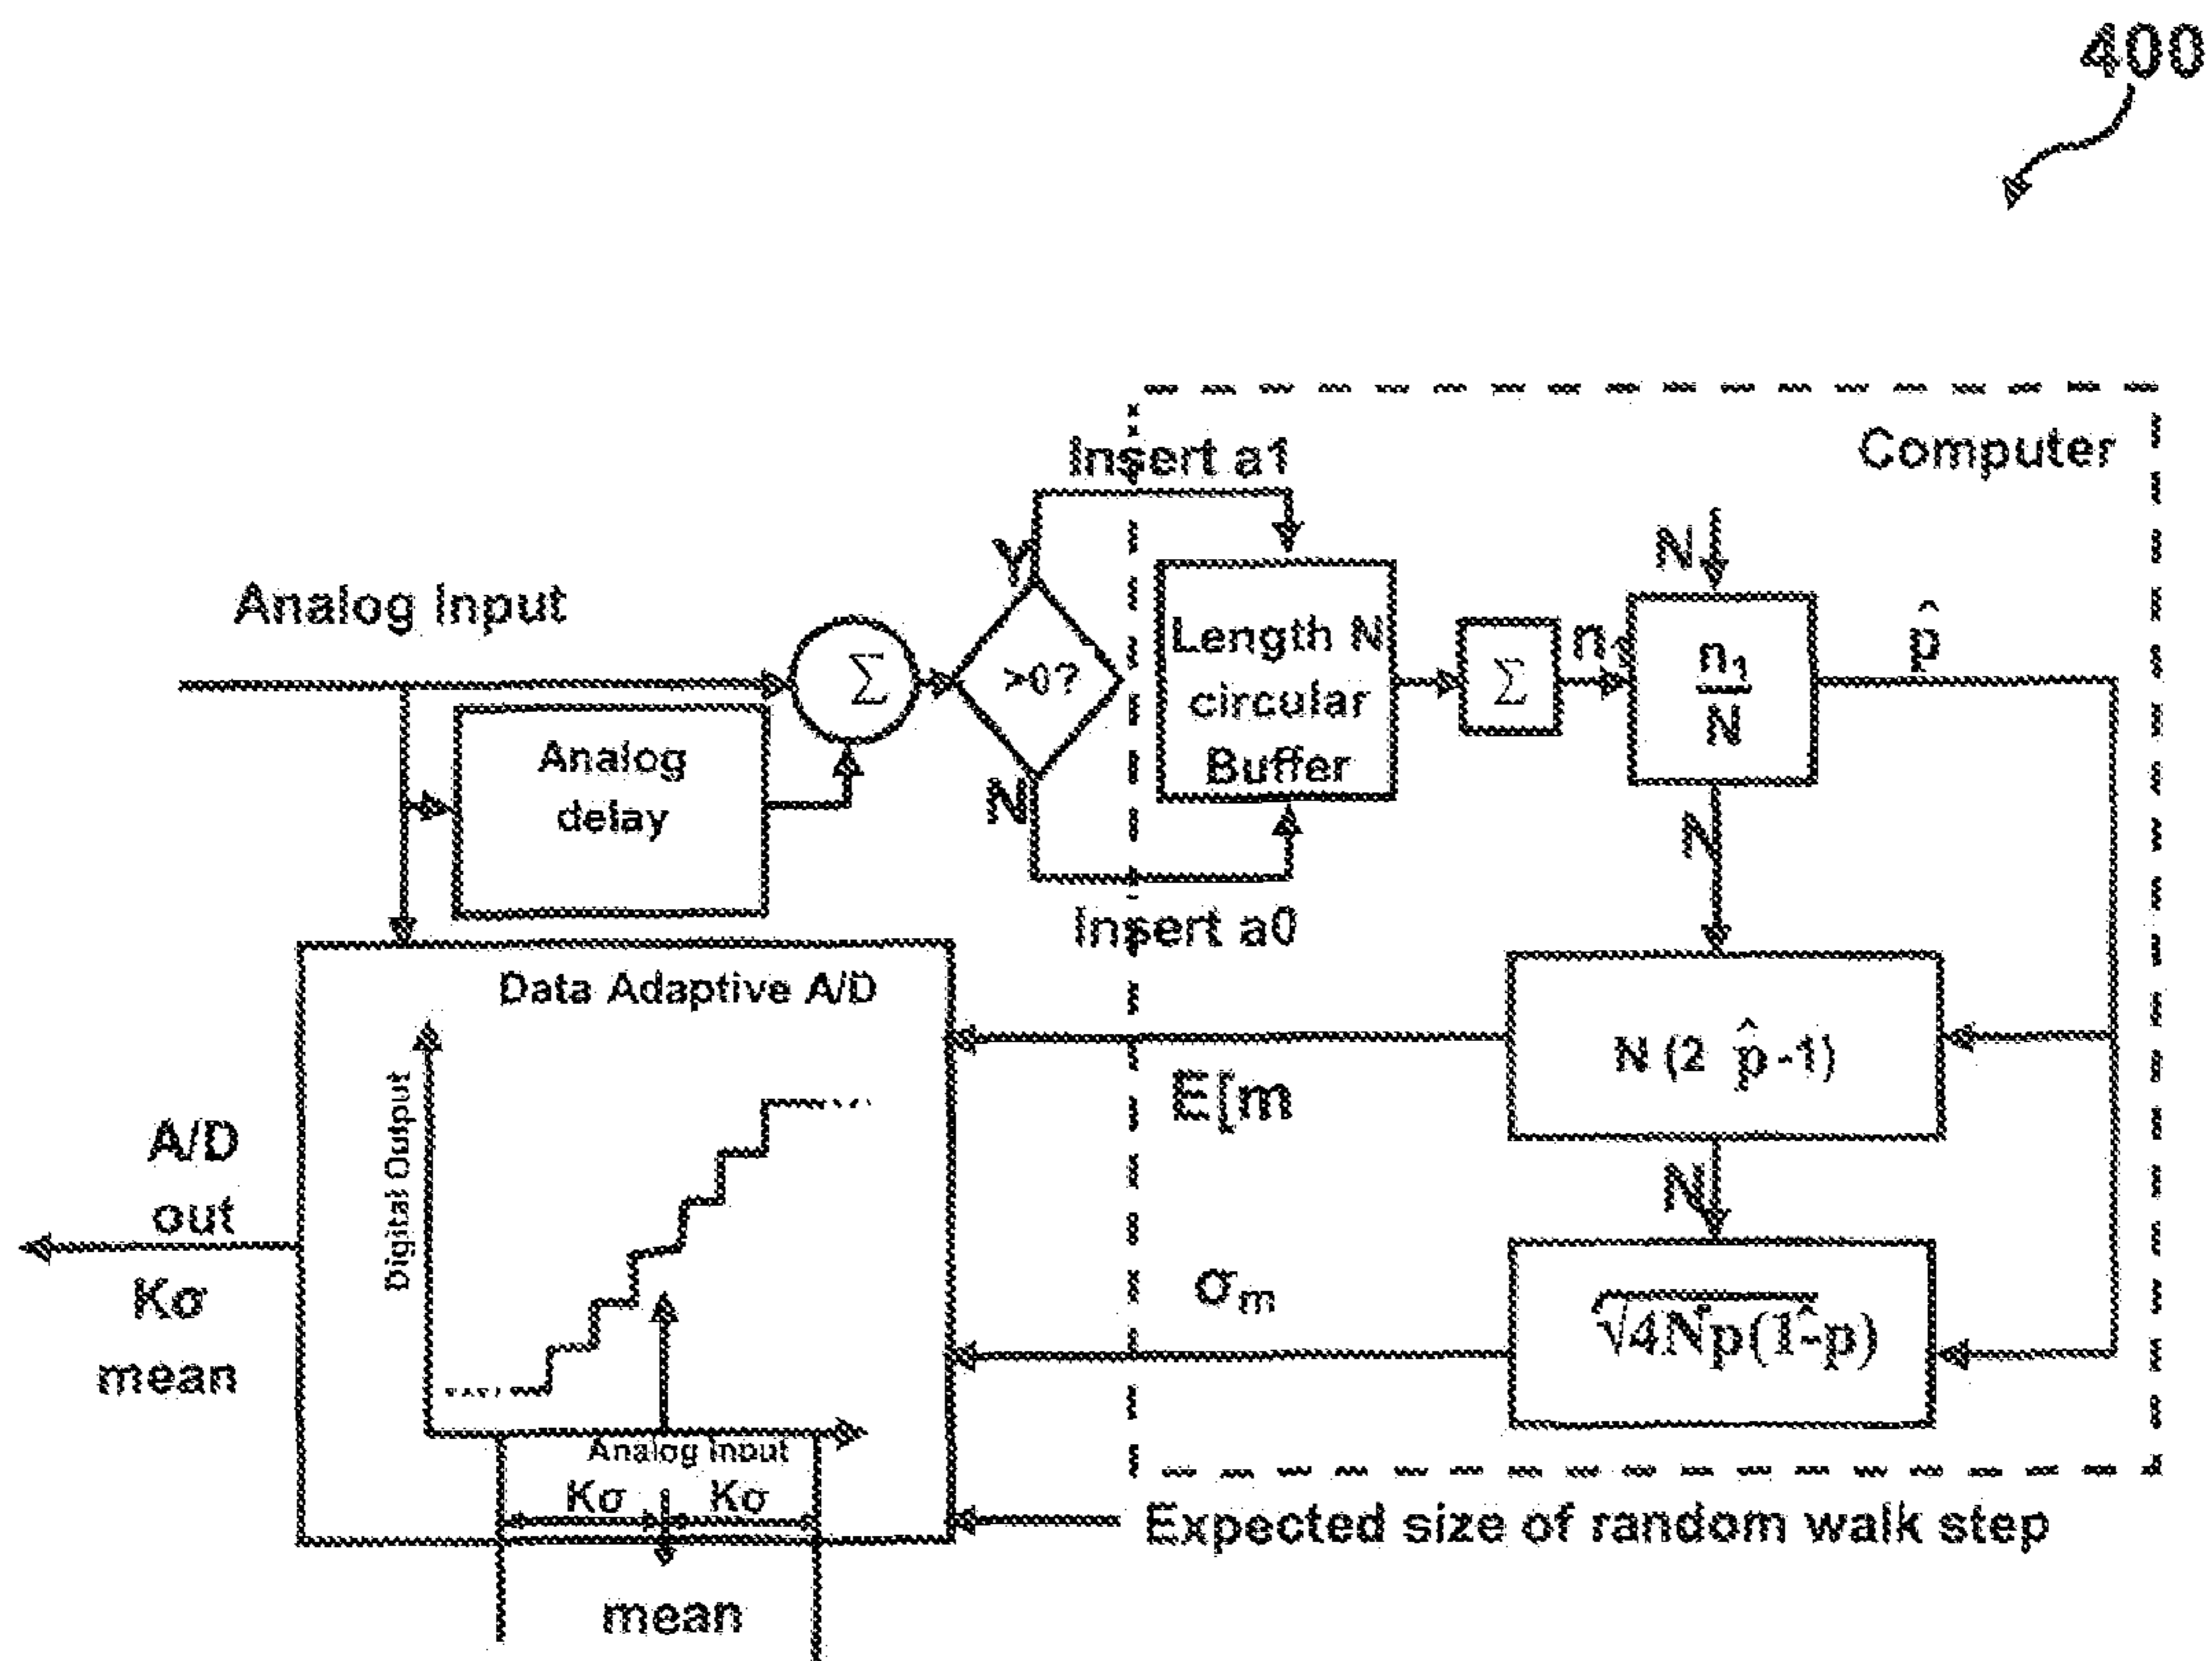 400
Computer
Insert a1
Analog Input
Y
>0?
N
Σ
Analog
delay
Length N
circular
Buffer
Σ
n₁
N
n₁
N
p̂
N
Insert a0
Data Adaptive A/D
Digital Output
Analog Input
Kσ
Kσ
mean
A/D
out
Kσ
mean
E[m
N (2 p̂ -1)
N
σₘ
√4Np̂(1-p̂)
Expected size of random walk step